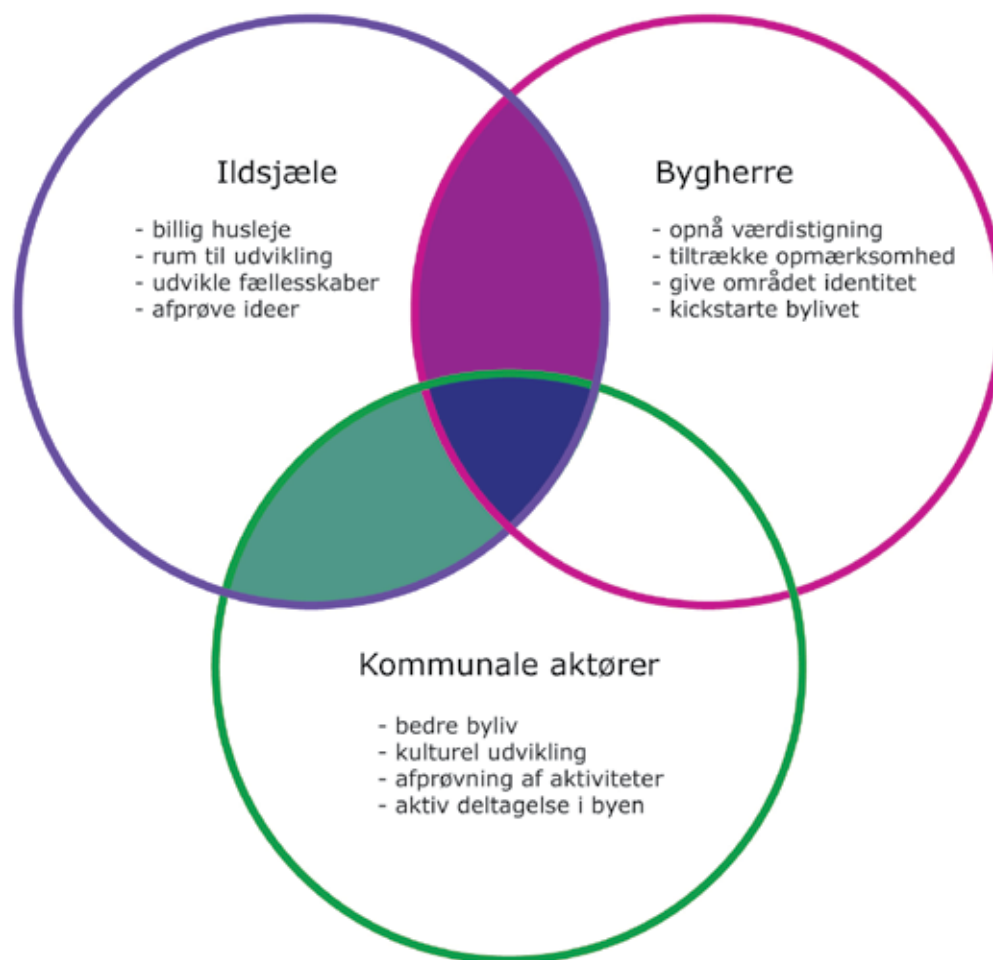 Ildsjæle
- billig husleje
- rum til udvikling
- udvikle fællesskaber
- afprøve ideer
Bygherre
- opnå værdistigning
- tiltrække opmærksomhed
- give området identitet
- kickstarte bylivet
Kommunale aktører
- bedre byliv
- kulturel udvikling
- afprøvning af aktiviteter
- aktiv deltagelse i byen